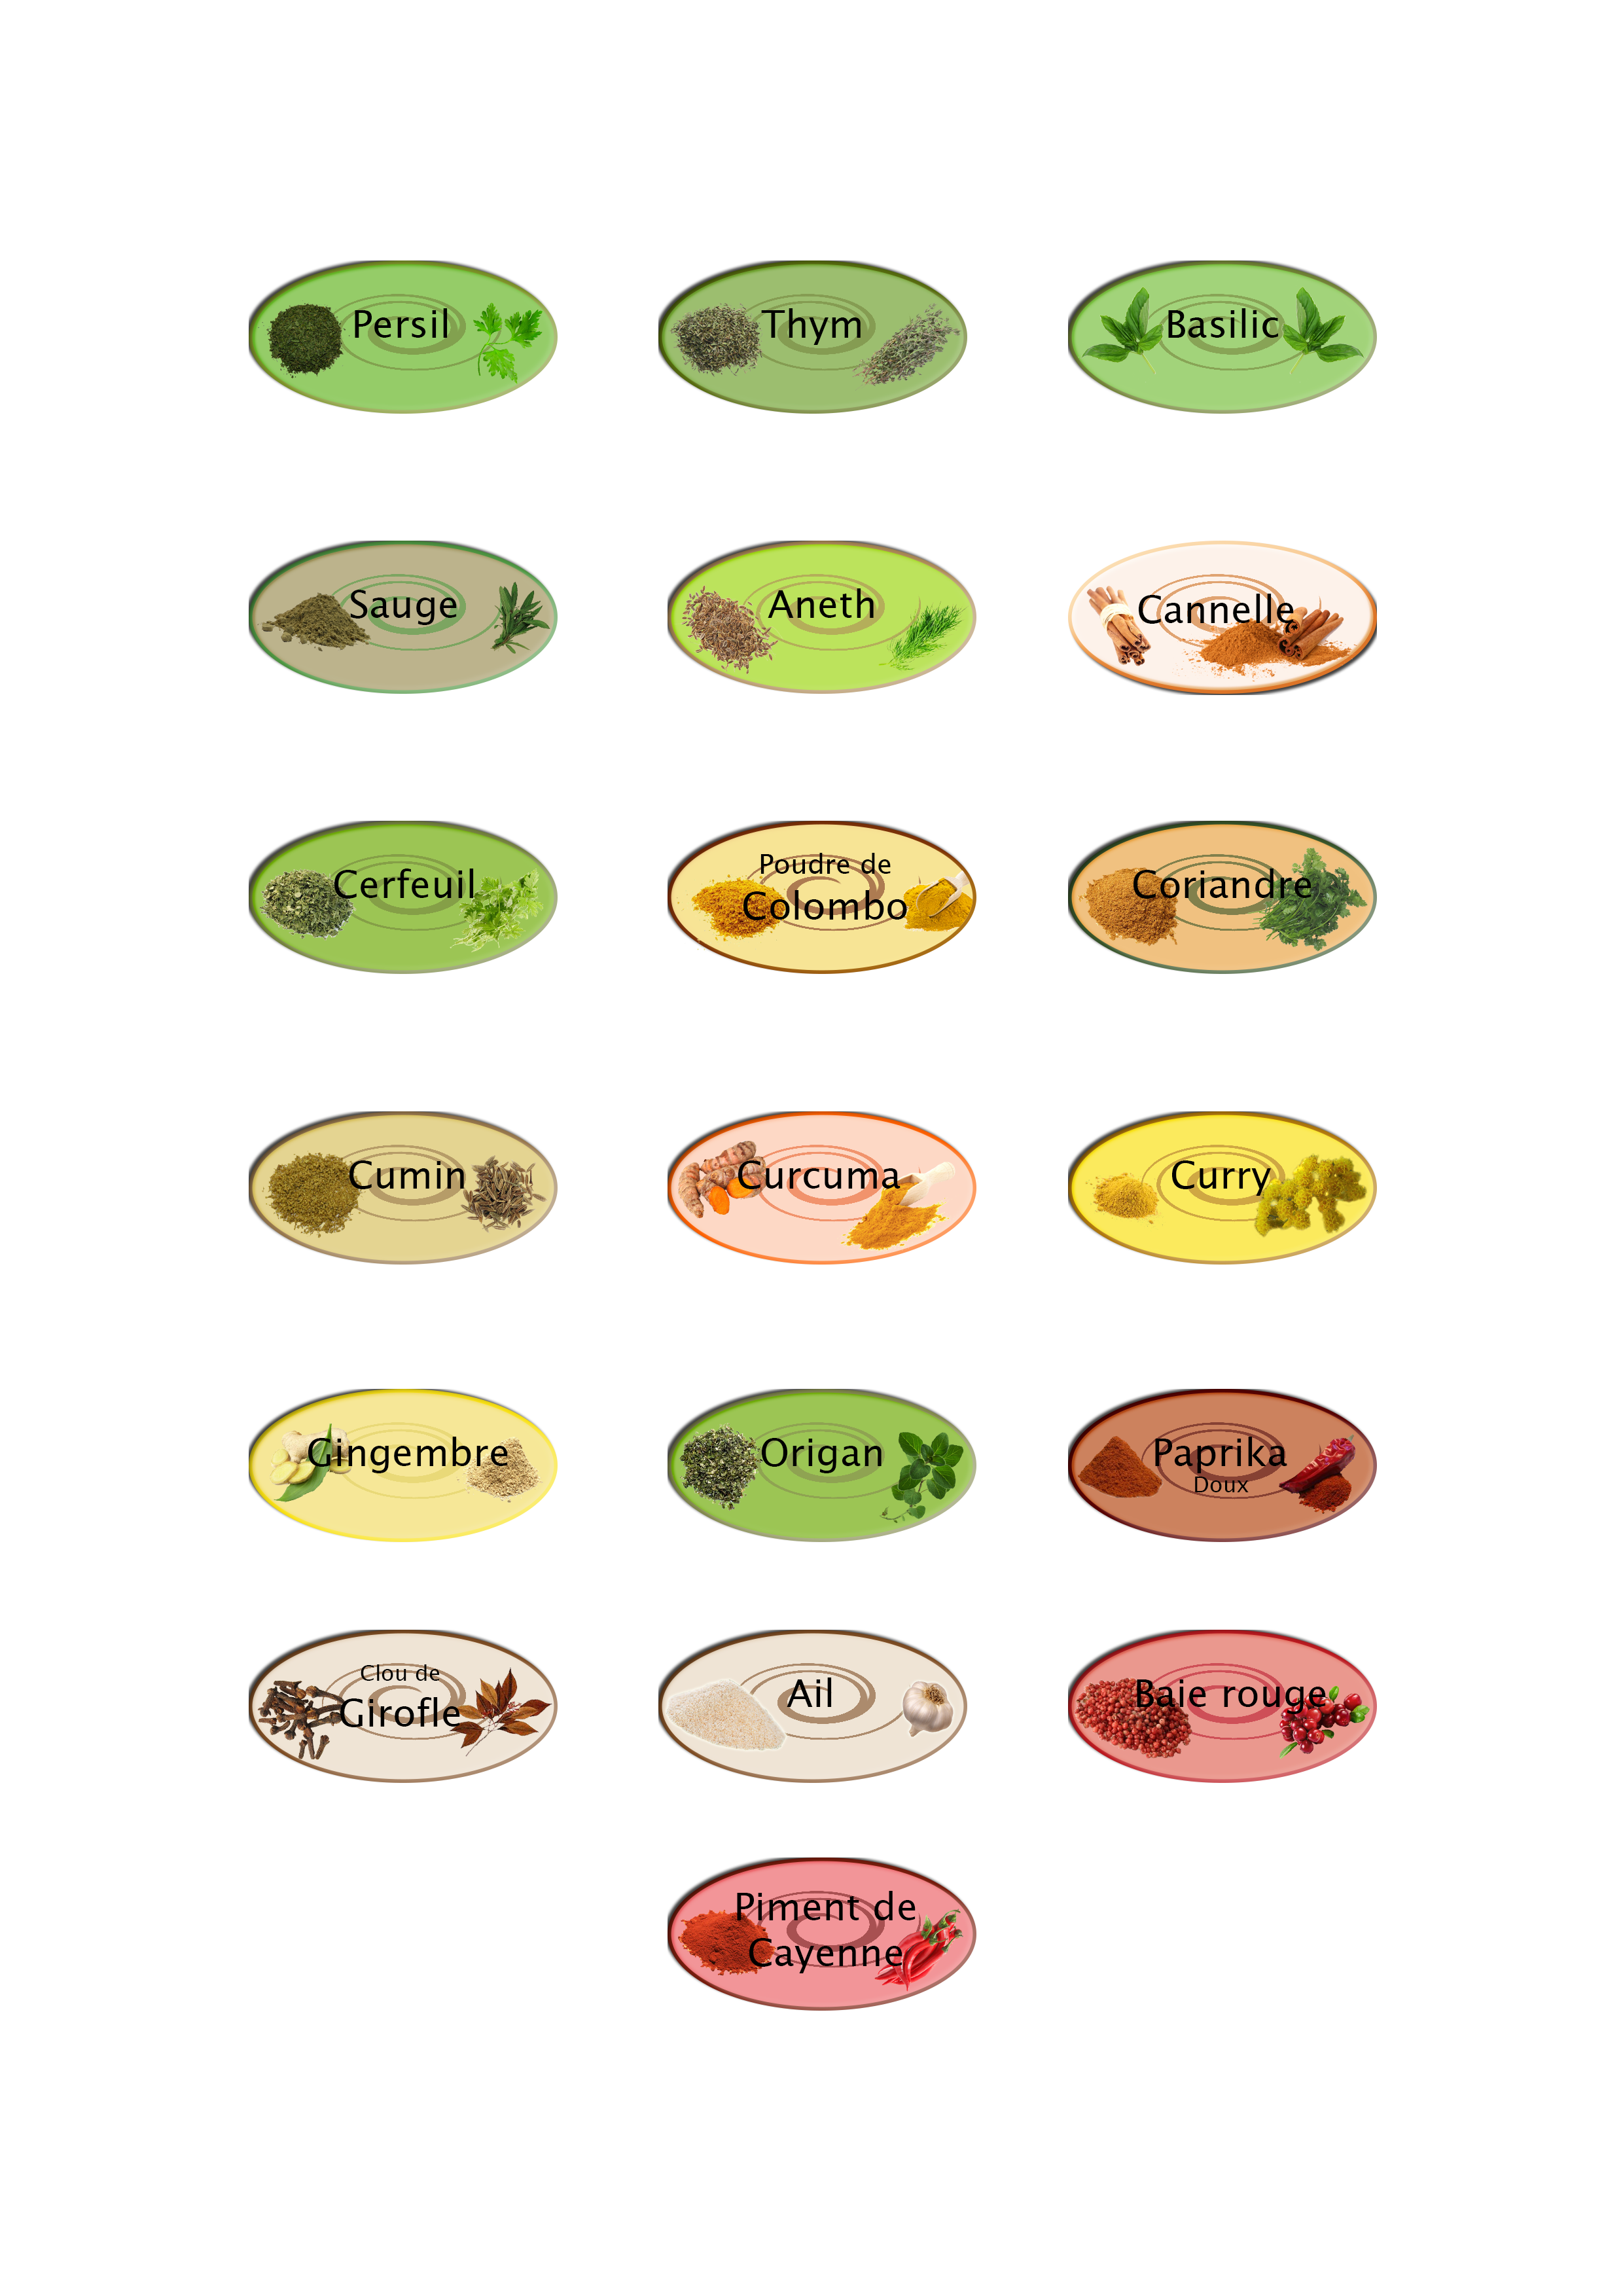 Persil
Thym
Basilic
Sauge
Aneth
Cannelle
Cerfeuil
Poudre de
Colombo
Coriandre
Cumin
Curcuma
Curry
Gingembre
Origan
Paprika
Doux
Clou de
Girofle
Ail
Baie rouge
Piment de
Cayenne